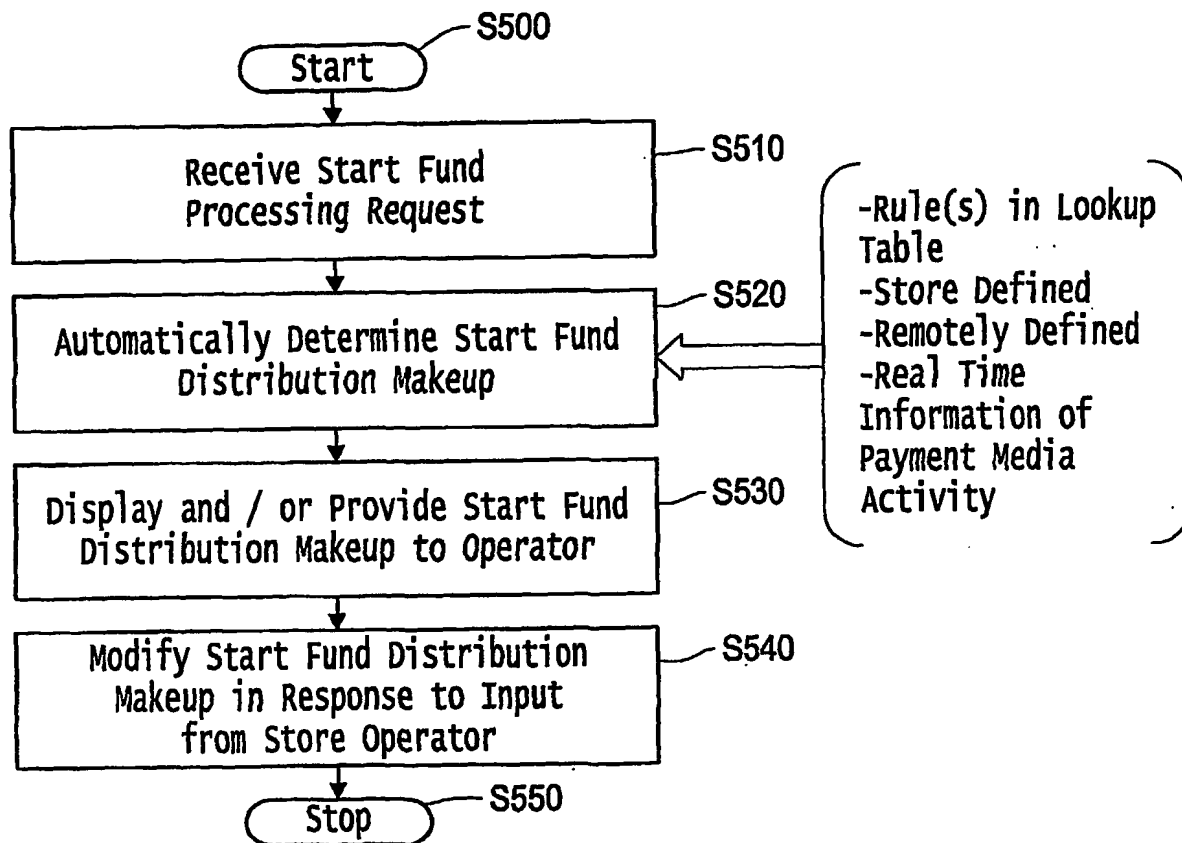 S500
Start
S510
Receive Start Fund
Processing Request
S520
Automatically Determine Start Fund
Distribution Makeup
-Rule(s) in Lookup
Table
-Store Defined
-Remotely Defined
-Real Time
Information of
Payment Media
Activity
S530
Display and / or Provide Start Fund
Distribution Makeup to Operator
S540
Modify Start Fund Distribution
Makeup in Response to Input
from Store Operator
S550
Stop